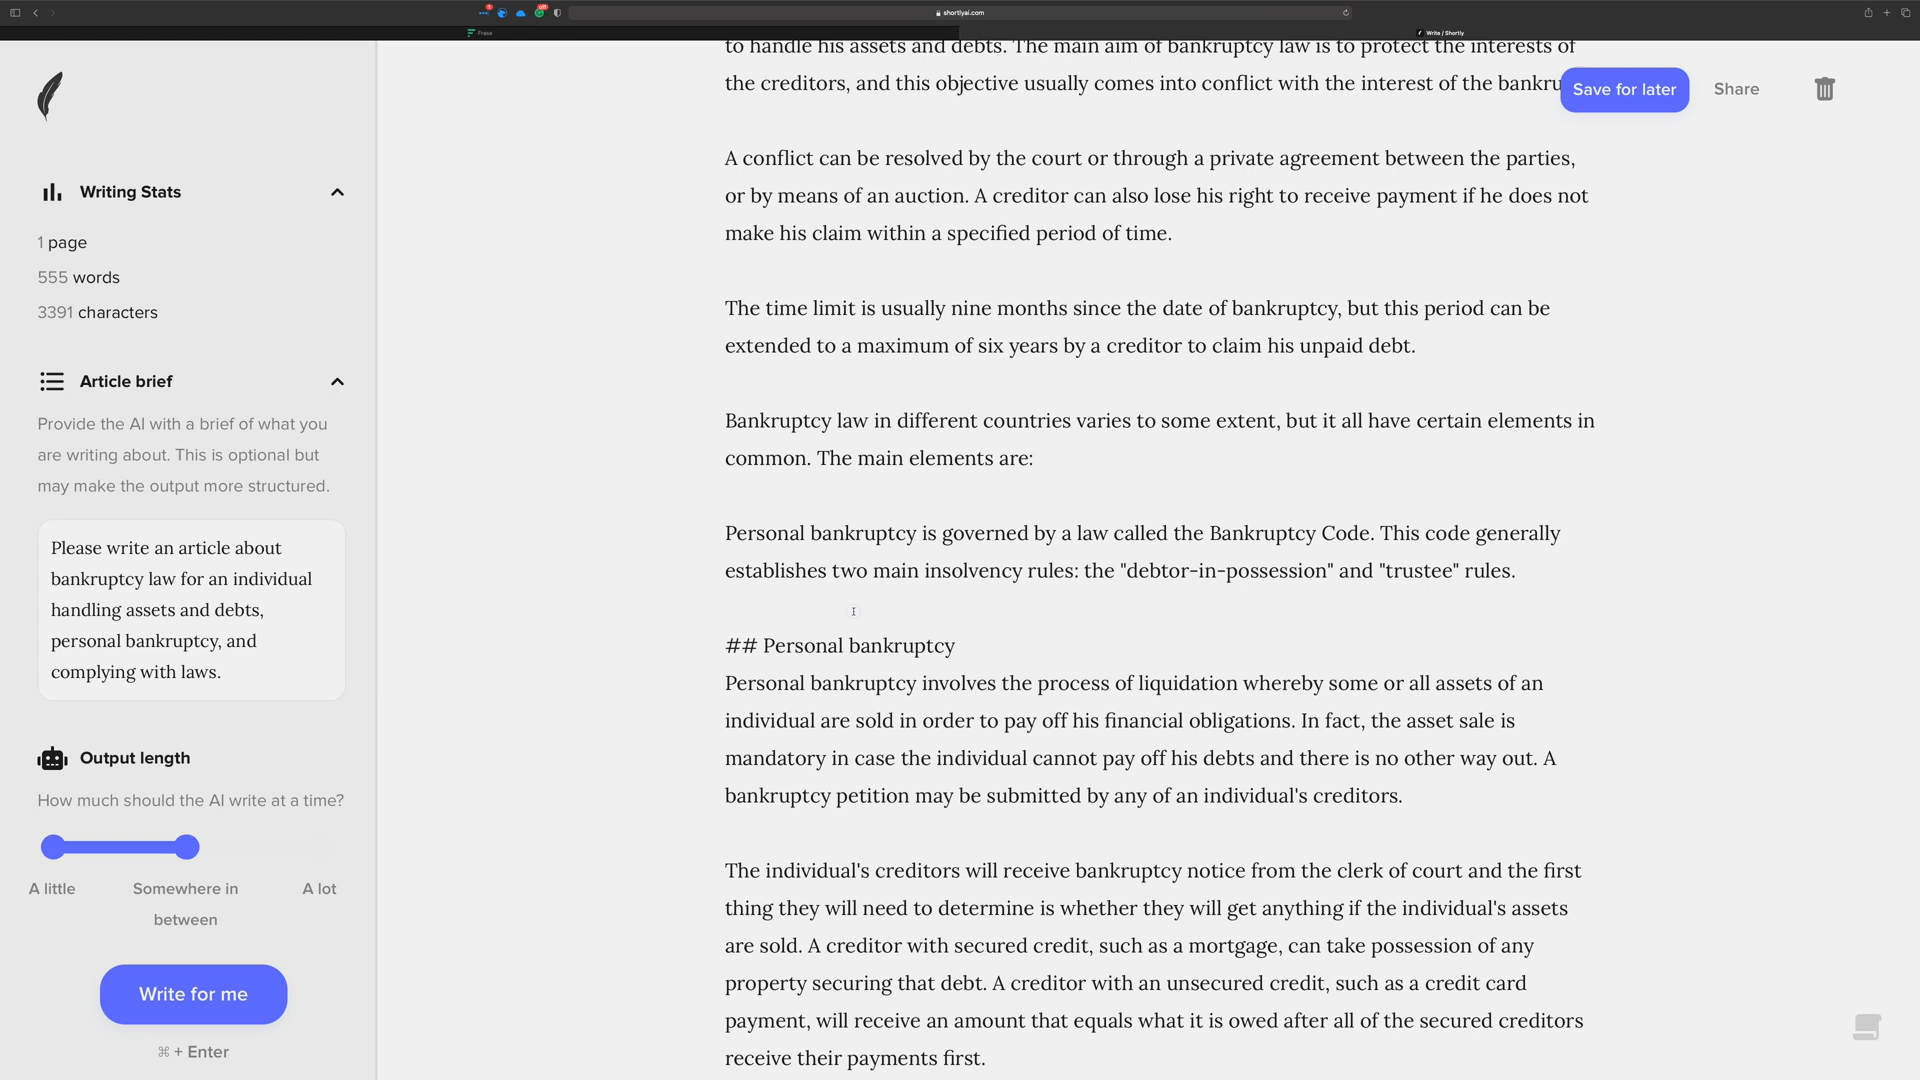 shortlyai.com
Frase
Write / Shortly
Save for later
Share
Writing Stats
1 page
555 words
3391 characters
Article brief
Provide the AI with a brief of what you
are writing about. This is optional but
may make the output more structured.
Please write an article about
bankruptcy law for an individual
handling assets and debts,
personal bankruptcy, and
complying with laws.
Output length
How much should the AI write at a time?
A little
Somewhere in
between
A lot
Write for me
⌘ + Enter
to handle his assets and debts. The main aim of bankruptcy law is to protect the interests of
the creditors, and this objective usually comes into conflict with the interest of the bankru
A conflict can be resolved by the court or through a private agreement between the parties,
or by means of an auction. A creditor can also lose his right to receive payment if he does not
make his claim within a specified period of time.
The time limit is usually nine months since the date of bankruptcy, but this period can be
extended to a maximum of six years by a creditor to claim his unpaid debt.
Bankruptcy law in different countries varies to some extent, but it all have certain elements in
common. The main elements are:
Personal bankruptcy is governed by a law called the Bankruptcy Code. This code generally
establishes two main insolvency rules: the "debtor-in-possession" and "trustee" rules.
## Personal bankruptcy
Personal bankruptcy involves the process of liquidation whereby some or all assets of an
individual are sold in order to pay off his financial obligations. In fact, the asset sale is
mandatory in case the individual cannot pay off his debts and there is no other way out. A
bankruptcy petition may be submitted by any of an individual's creditors.
The individual's creditors will receive bankruptcy notice from the clerk of court and the first
thing they will need to determine is whether they will get anything if the individual's assets
are sold. A creditor with secured credit, such as a mortgage, can take possession of any
property securing that debt. A creditor with an unsecured credit, such as a credit card
payment, will receive an amount that equals what it is owed after all of the secured creditors
receive their payments first.